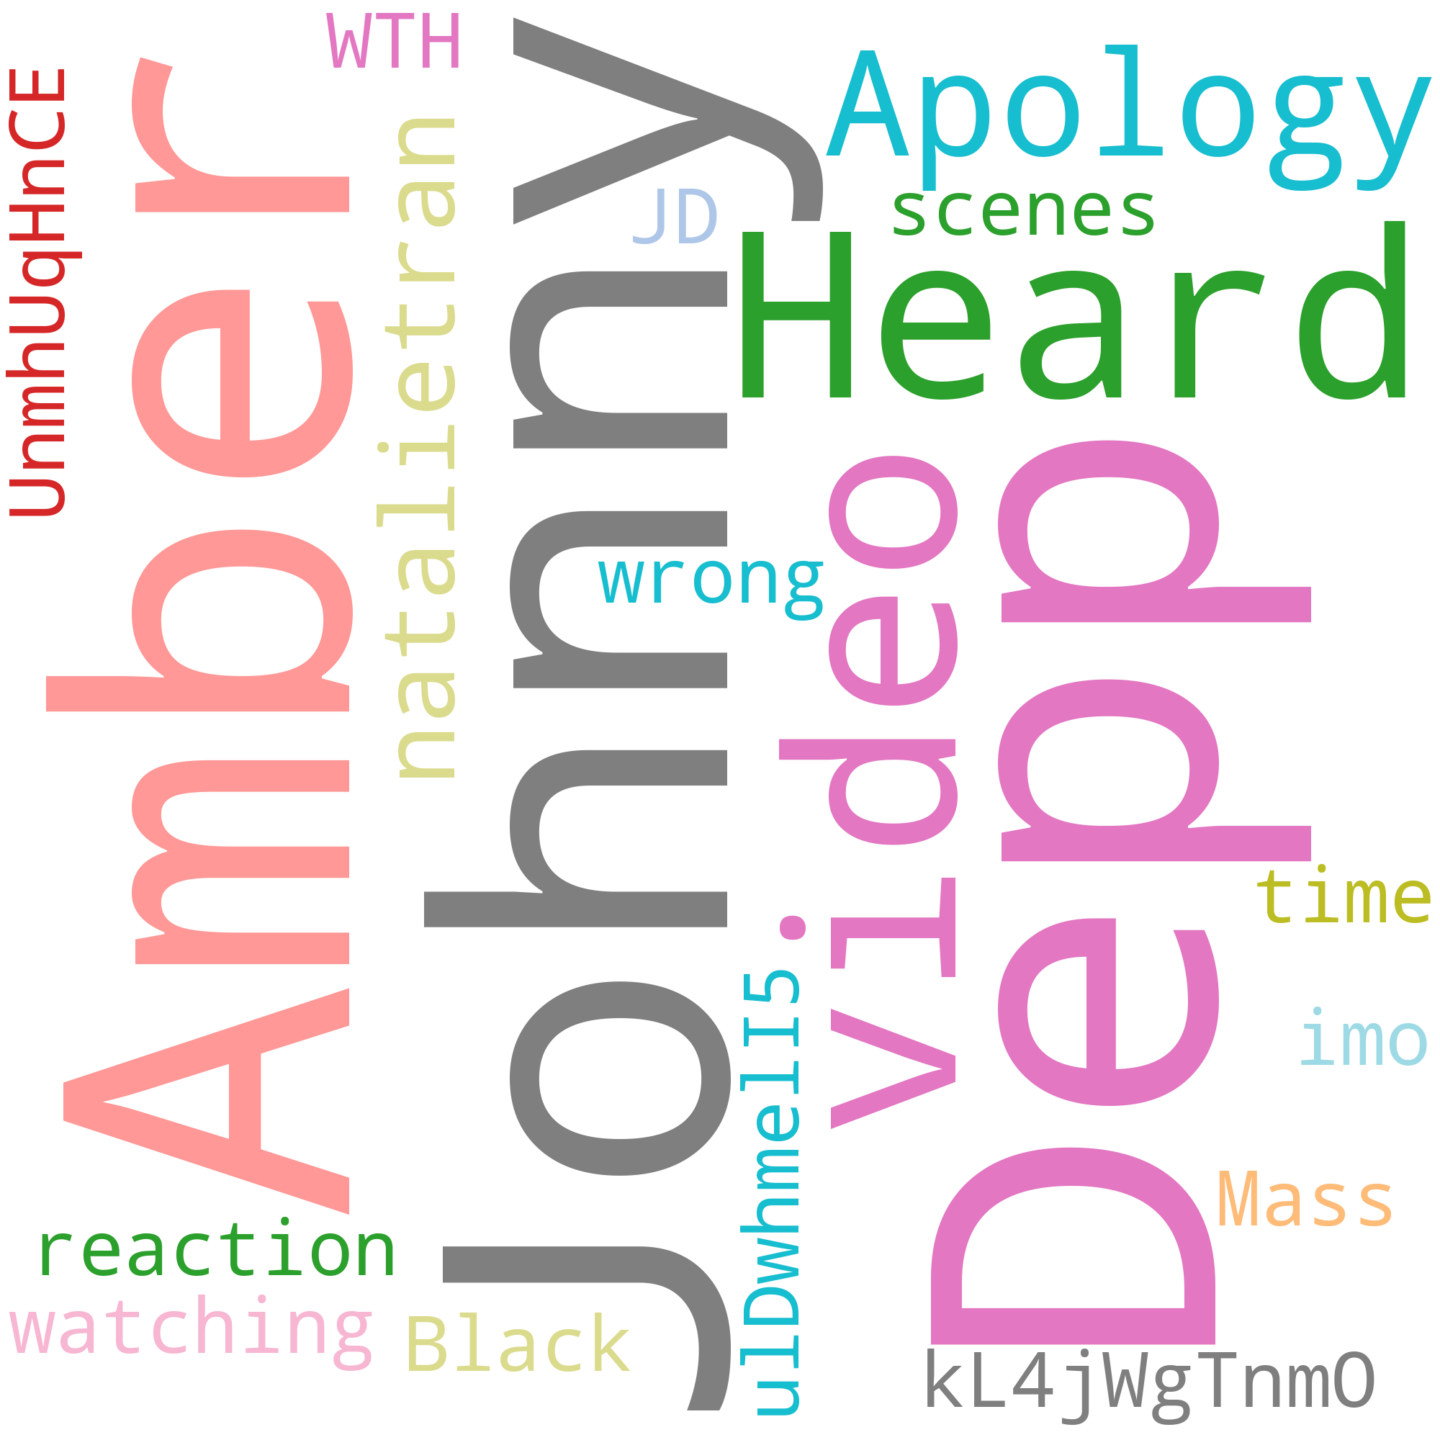 WTH
Apology
UnmhUqHnCE
Amber
natalietran
Johnny
JD
scenes
Heard
wrong
video
Depp
time
ulDwhmelI5.
imo
Mass
reaction
watching
Black
kL4jWgTnmO